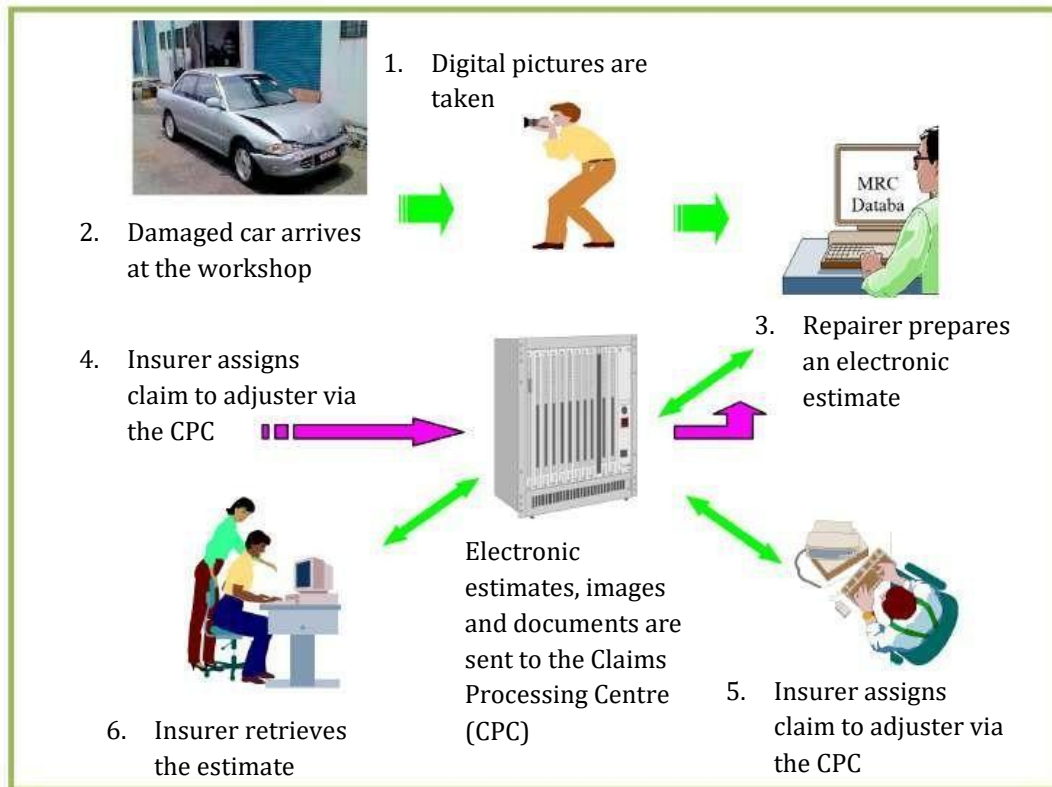 1. Digital pictures are
taken
MRC
Databa
2. Damaged car arrives
at the workshop
3. Repairer prepares
an electronic
estimate
4. Insurer assigns
claim to adjuster via
the CPC
Electronic
estimates, images
and documents are
sent to the Claims
Processing Centre
(CPC)
5. Insurer assigns
claim to adjuster via
the CPC
6. Insurer retrieves
the estimate